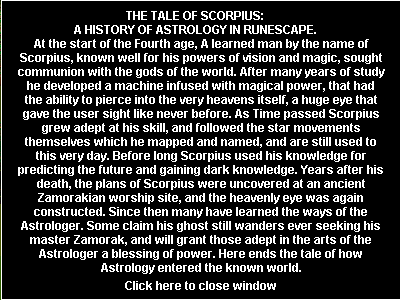 THE TALE OF SCORPIUS:
A HISTORY OF ASTROLOGY IN RUNESCAPE.
At the start of the Fourth age, A learned man by the name of
Scorpius, known well for his powers of vision and magic, sought
communion with the gods of the world. After many years of study
he developed a machine infused with magical power, that had
the ability to pierce into the very heavens itself, a huge eye that
gave the user sight like never before. As Time passed Scorpius
grew adept at his skill, and followed the star movements
themselves which he mapped and named, and are still used to
this very day. Before long Scorpius used his knowledge for
predicting the future and gaining dark knowledge. Years after his
death, the plans of Scorpius were uncovered at an ancient
Zamorakian worship site, and the heavenly eye was again
constructed. Since then many have learned the ways of the
Astrologer. Some claim his ghost still wanders ever seeking his
master Zamorak, and will grant those adept in the arts of the
Astrologer a blessing of power. Here ends the tale of how
Astrology entered the known world.
Click here to close window